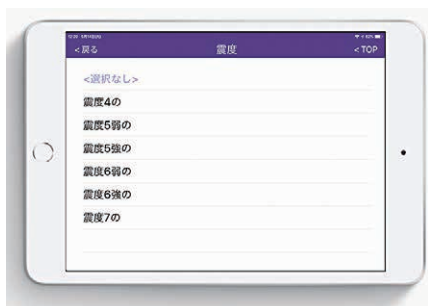 <戻る 震度 <TOP
<選択なし>
震度4の
震度5弱の
震度5強の
震度6弱の
震度6強の
震度7の